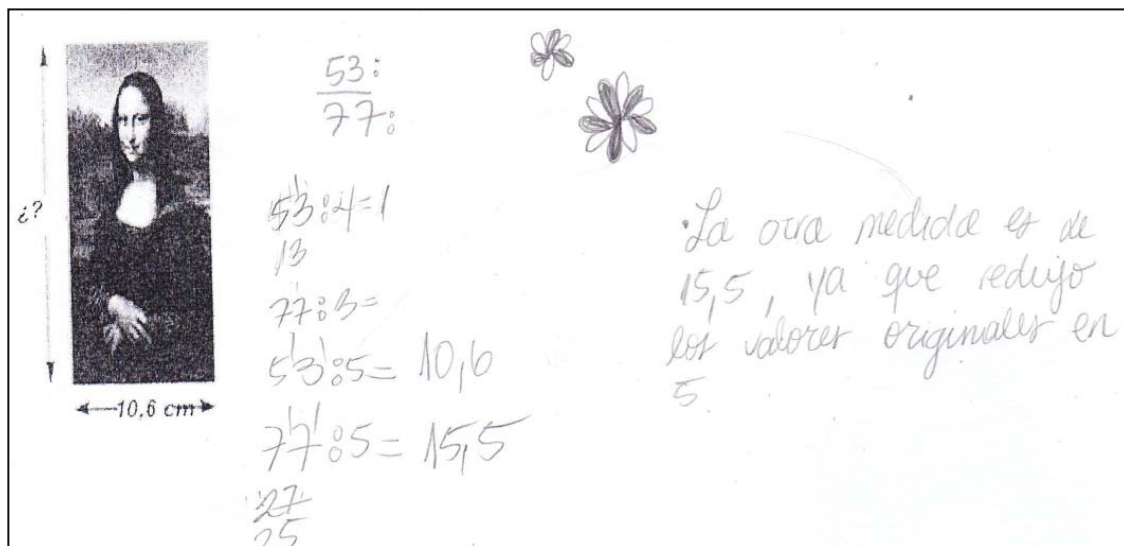 ¿?
10,6 cm
53:
77:
53:4=1
13
77:3=
53:5= 10,6
77:5= 15,5
27
25
·La otra medida es de
15,5, ya que redujo
los valores originales en
5